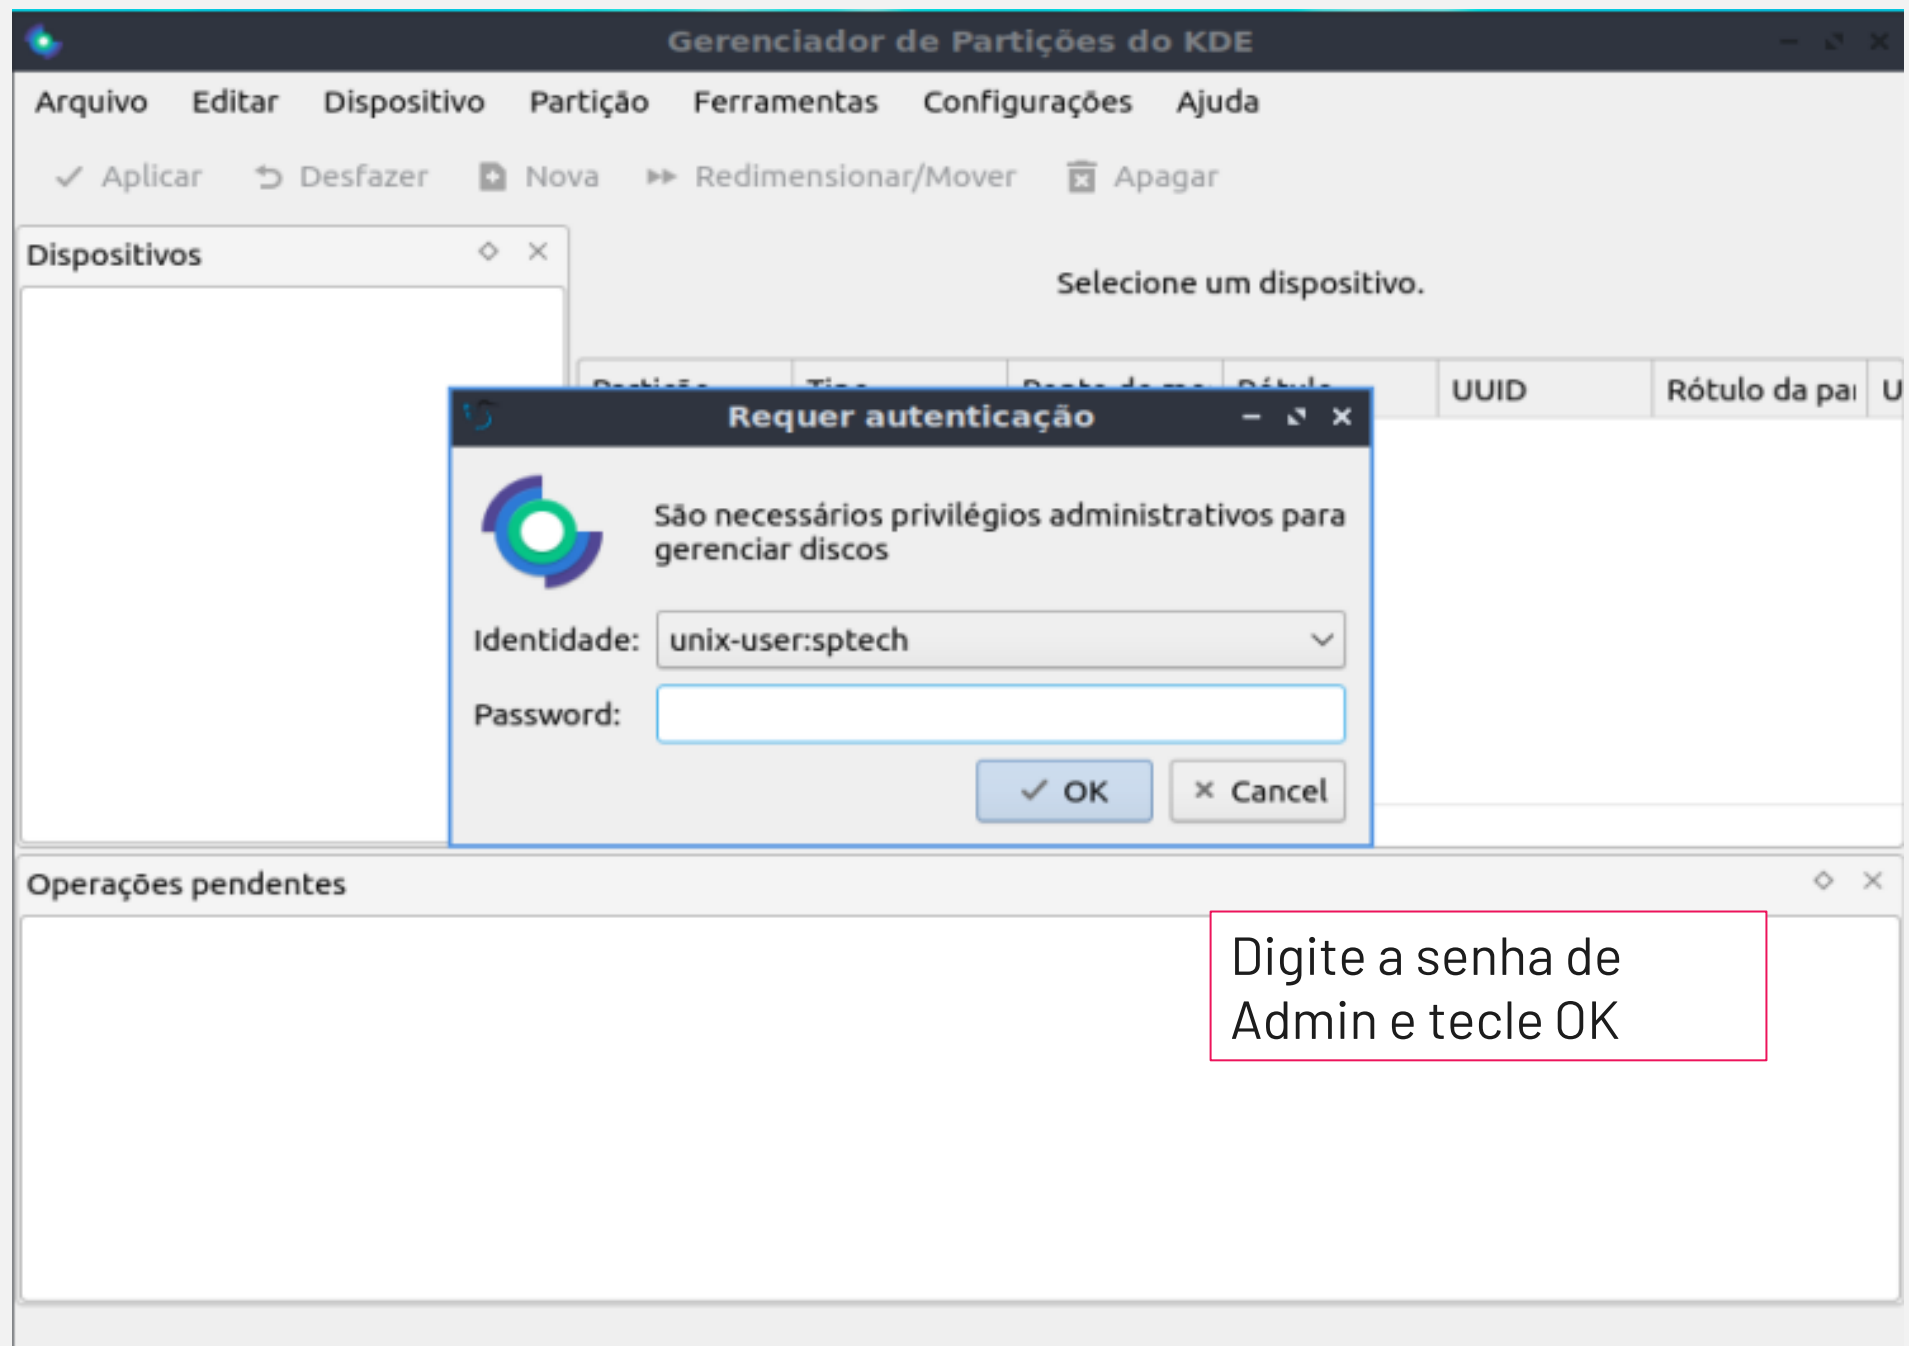 Gerenciador de Partições do KDE
Arquivo Editar Dispositivo Partição Ferramentas Configurações Ajuda
Aplicar Desfazer Nova Redimensionar/Mover Apagar
Dispositivos
Selecione um dispositivo.
UUID Rótulo da par U
Requer autenticação
São necessários privilégios administrativos para
gerenciar discos
Identidade: unix-user:sptech
Password:
OK Cancel
Operações pendentes
Digite a senha de
Admin e tecle OK